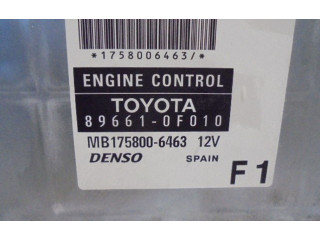 *1758006463/*
ENGINE CONTROL
TOYOTA
89661-0F010
MB175800-6463 12V
DENSO SPAIN F1